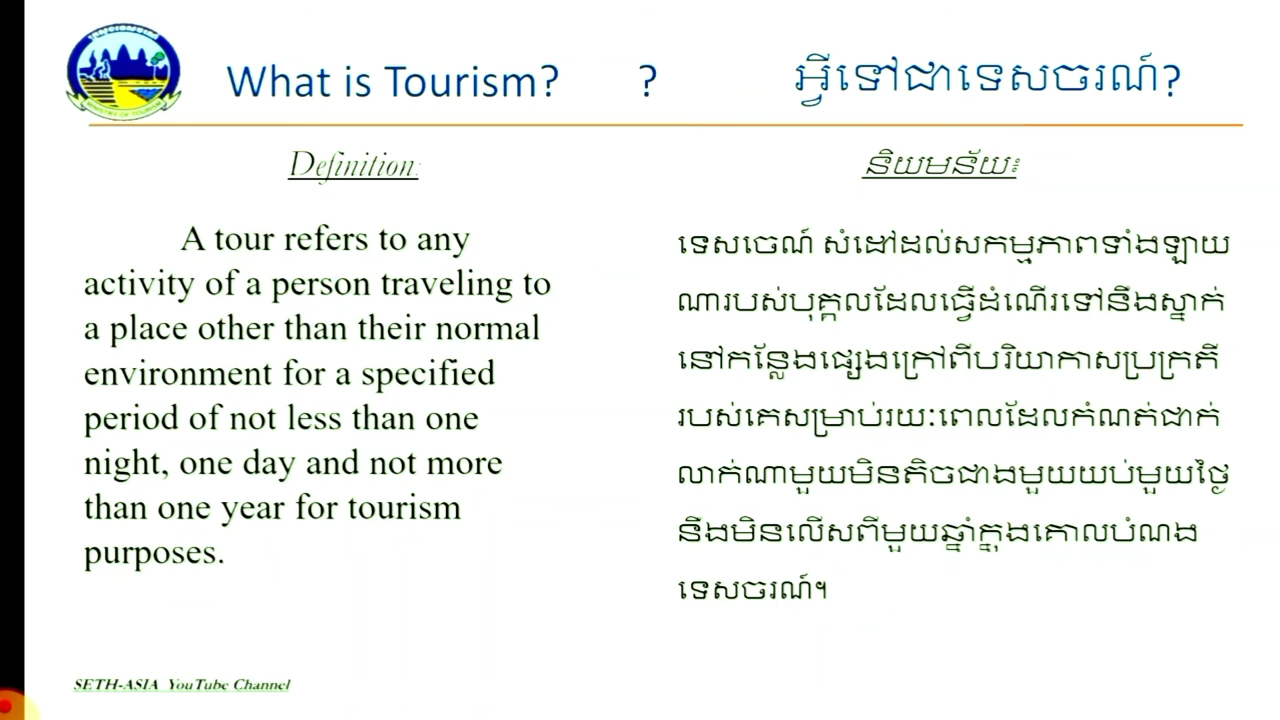 What is Tourism? ? អ្វីទៅជាទេសចរណ៍?
Definition:
A tour refers to any
activity of a person traveling to
a place other than their normal
environment for a specified
period of not less than one
night, one day and not more
than one year for tourism
purposes.
និយមន័យ៖
ទេសចេណ៍ សំដៅដល់សកម្មភាពទាំងឡាយ
ណារបស់បុគ្គលដែលធ្វើដំណើរទៅនឹងស្នាក់
នៅកន្លែងផ្សេងក្រៅពីបរិយាកាសប្រក្រតី
របស់គេសម្រាប់រយៈពេលដែលកំណត់ជាក់
លាក់ណាមួយមិនតិចជាងមួយយប់មួយថ្ងៃ
នឹងមិនលើសពីមួយឆ្នាំក្នុងគោលបំណង
ទេសចរណ៍។
SETH-ASIA YouTube Channel